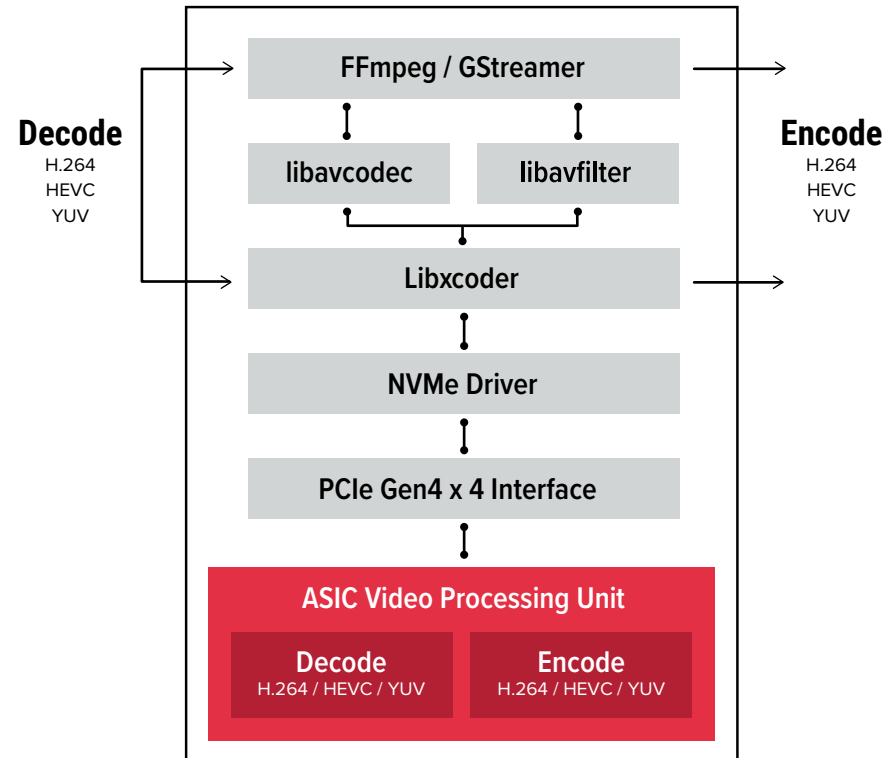 FFmpeg / GStreamer
Decode
H.264
HEVC
YUV
Encode
H.264
HEVC
YUV
libavcodec
libavfilter
Libxcoder
NVMe Driver
PCIe Gen4 x 4 Interface
ASIC Video Processing Unit
Decode
H.264 / HEVC / YUV
Encode
H.264 / HEVC / YUV